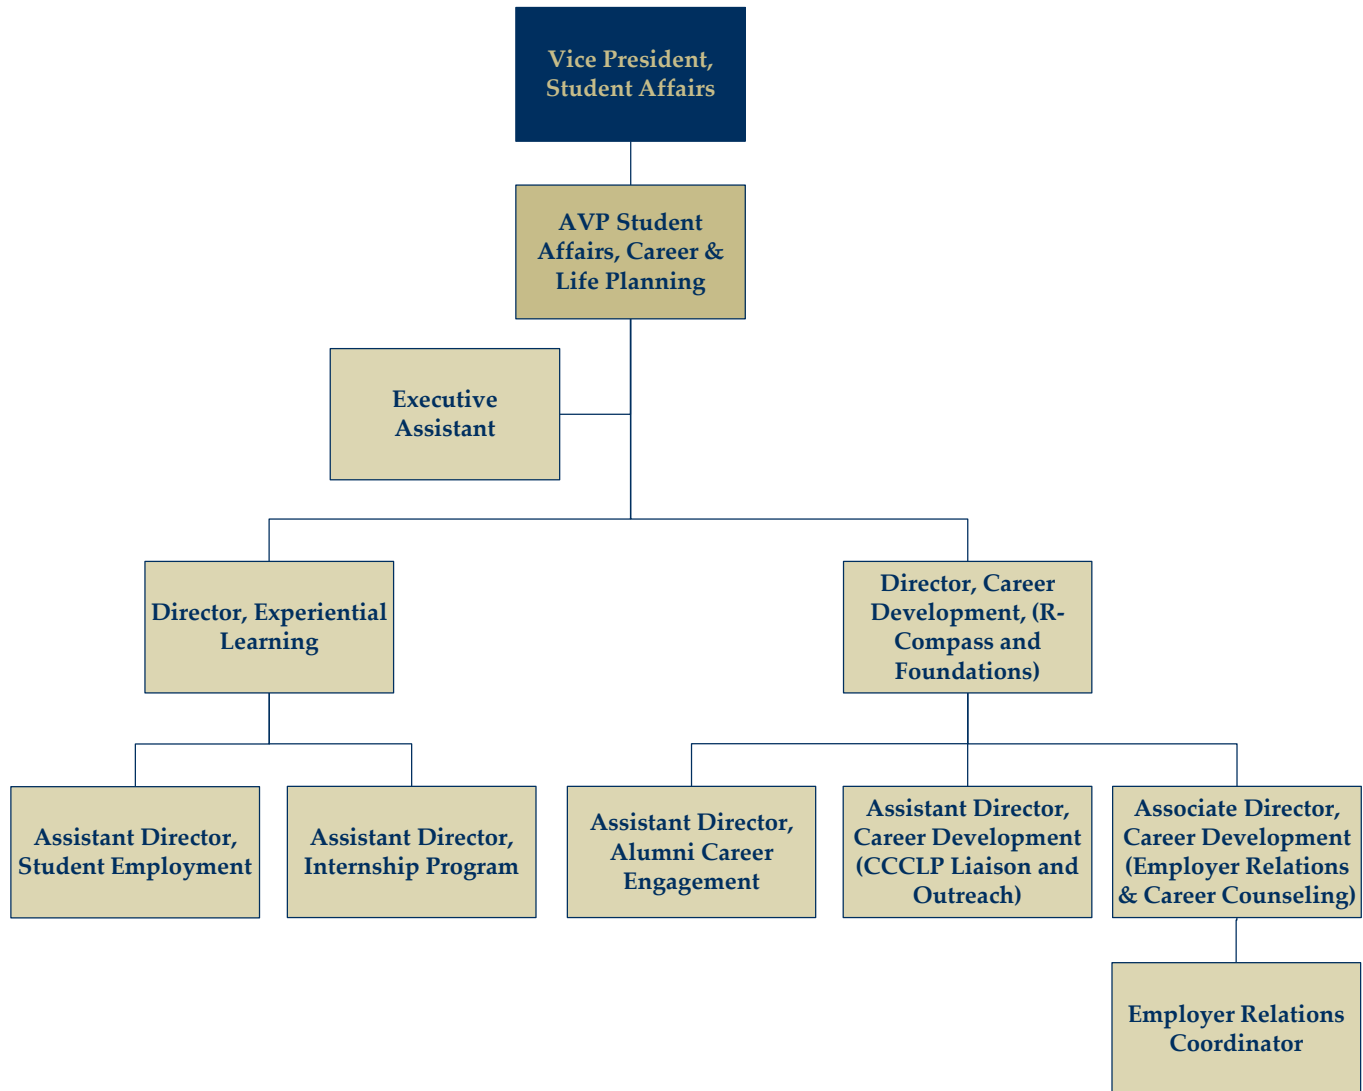 Vice President,
Student Affairs
AVP Student
Affairs, Career &
Life Planning
Executive
Assistant
Director, Experiential
Learning
Director, Career
Development, (R-
Compass and
Foundations)
Assistant Director,
Student Employment
Assistant Director,
Internship Program
Assistant Director,
Alumni Career
Engagement
Assistant Director,
Career Development
(CCCLP Liaison and
Outreach)
Associate Director,
Career Development
(Employer Relations
& Career Counseling)
Employer Relations
Coordinator